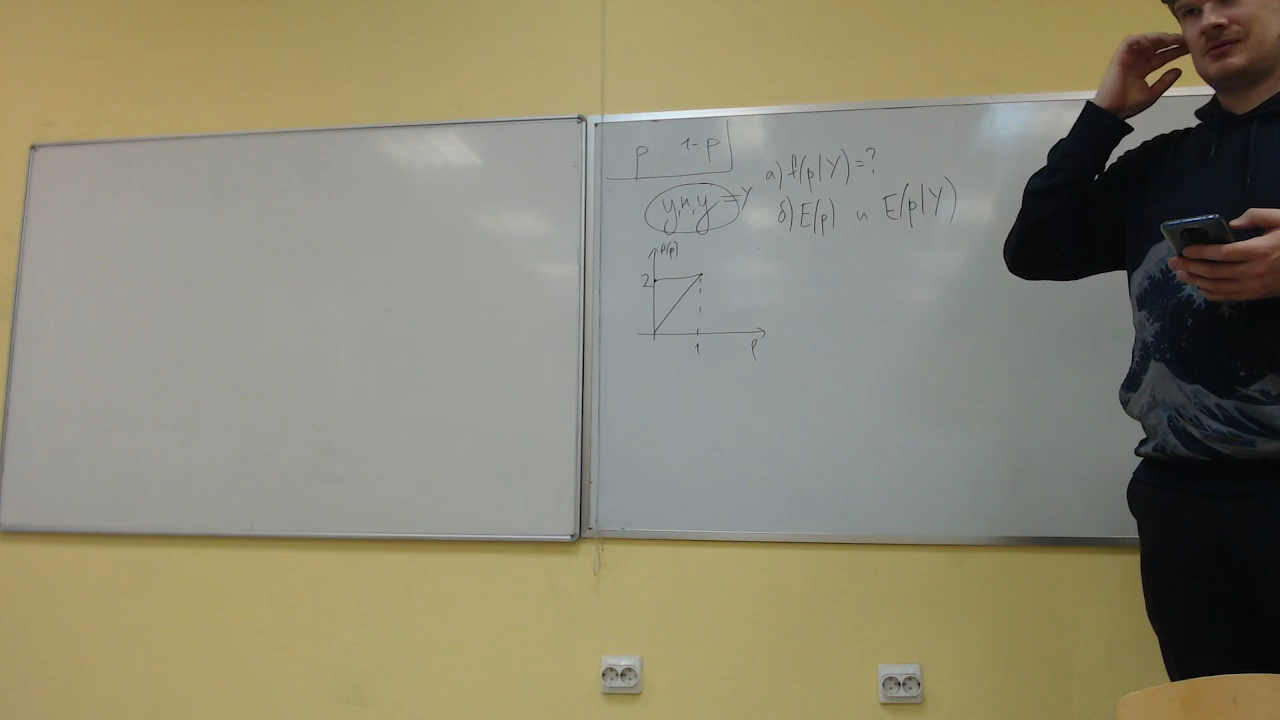 p 1-p
y, н, y = Y
а) f(p|Y)=?
б) E(p) и E(p|Y)
p(p)
2
1
p